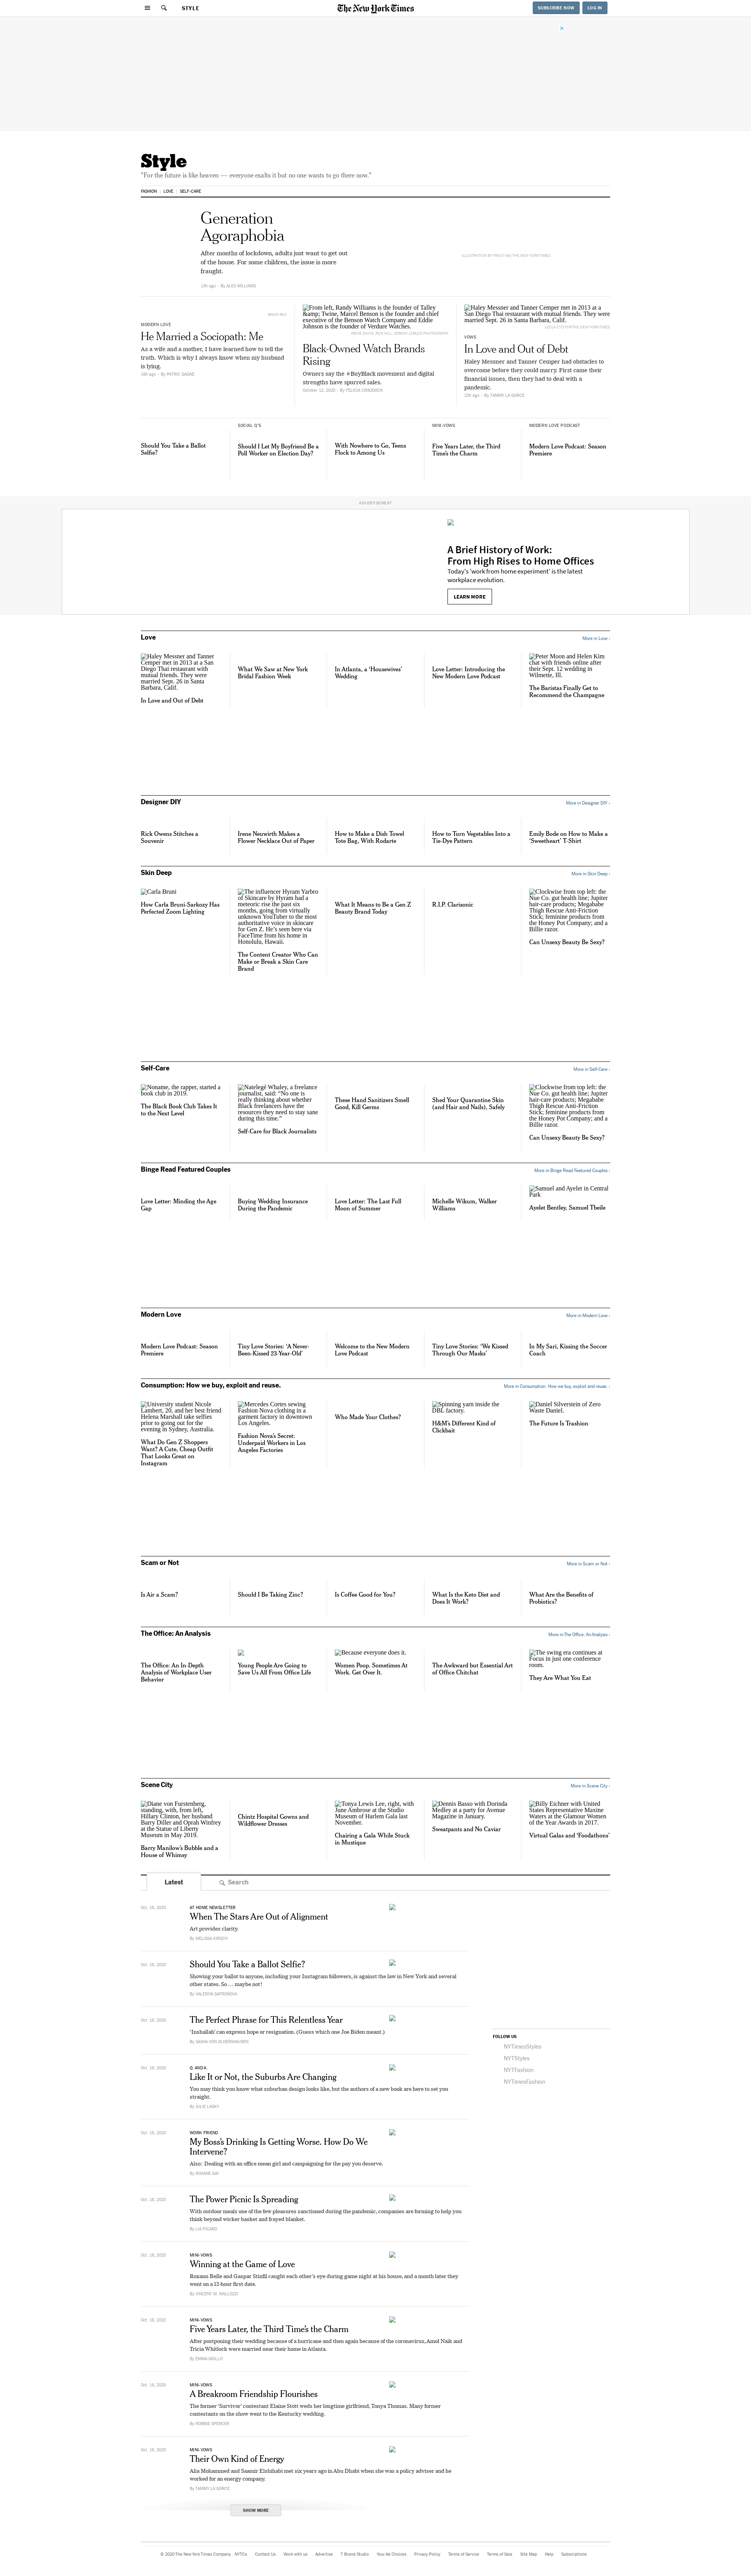 STYLE
The New York Times
SUBSCRIBE NOW
LOG IN
Style
"For the future is like heaven — everyone exalts it but no one wants to go there now."
FASHION
LOVE
SELF-CARE
Generation
Agoraphobia
After months of lockdown, adults just want to get out
of the house. For some children, the issue is more
fraught.
By ALEX WILLIAMS
ILLUSTRATION BY TRACY MA/THE NEW YORK TIMES
BRIAN REA
MODERN LOVE
He Married a Sociopath: Me
As a wife and a mother, I have learned how to tell the
truth. Which is why I always know when my husband
is lying.
By PATRIC GAGNE
From left, Randy Williams is the founder of Talley
&amp; Twine, Marcel Benson is the founder and chief
executive of the Benson Watch Company and Eddie
Johnson is the founder of Verdure Watches.
Black-Owned Watch Brands
Rising
Owners say the #BoyBlack movement and digital
strengths have spurred sales.
October 12, 2020 - By FELICIA CRADDOCK
Haley Messner and Tanner Cemper met in 2013 at a
San Diego Thai restaurant with mutual friends. They were
married Sept. 26 in Santa Barbara, Calif.
VOWS
In Love and Out of Debt
Haley Messner and Tanner Cemper had obstacles to
overcome before they could marry. First came their
financial issues, then they had to deal with a
pandemic.
By TAMMY LA GORCE
SOCIAL Q'S
MINI-VOWS
MODERN LOVE PODCAST
Should You Take a Ballot
Selfie?
Should I Let My Boyfriend Be a
Poll Worker on Election Day?
With Nowhere to Go, Teens
Flock to Among Us
Five Years Later, the Third
Time's the Charm
Modern Love Podcast: Season
Premiere
ADVERTISEMENT
A Brief History of Work:
From High Rises to Home Offices
Today's 'work from home experiment' is the latest
workplace evolution.
LEARN MORE
Love
More in Love ›
Haley Messner and Tanner
Cemper met in 2013 at a San
Diego Thai restaurant with
mutual friends. They were
married Sept. 26 in Santa
Barbara, Calif.
In Love and Out of Debt
What We Saw at New York
Bridal Fashion Week
In Atlanta, a 'Housewives'
Wedding
Love Letter: Introducing the
New Modern Love Podcast
Peter Moon and Helen Kim
chat with friends online after
their Sept. 12 wedding in
Wilmette, Ill.
The Baristas Finally Get to
Recommend the Champagne
Designer DIY
More in Designer DIY ›
Rick Owens Stitches a
Souvenir
Irene Neuwirth Makes a
Flower Necklace Out of Paper
How to Make a Dish Towel
Tote Bag, With Rodarte
How to Turn Vegetables Into a
Tie-Dye Pattern
Emily Bode on How to Make a
'Sweetheart' T-Shirt
Skin Deep
More in Skin Deep ›
Carla Bruni
How Carla Bruni-Sarkozy Has
Perfected Zoom Lighting
The influencer Hyram Yarbro
of Skincare by Hyram had a
meteoric rise the past six
months, going from virtually
unknown YouTuber to the most
authoritative voice in skincare
for Gen Z. He's seen here via
FaceTime from his home in
Honolulu, Hawaii.
The Content Creator Who Can
Make or Break a Skin Care
Brand
What It Means to Be a Gen Z
Beauty Brand Today
R.I.P. Clarisonic
Clockwise from top left: the
Nue Co. gut health line; Jupiter
hair-care products; Megababe
Thigh Rescue Anti-Friction
Stick; feminine products from
the Honey Pot Company; and a
Billie razor.
Can Unsexy Beauty Be Sexy?
Self-Care
More in Self-Care ›
Noname, the rapper, started a
book club in 2019.
The Black Book Club Takes It
to the Next Level
Natelegé Whaley, a freelance
journalist, said: "No one is
really thinking about whether
Black freelancers have the
resources they need to stay sane
during this time."
Self-Care for Black Journalists
These Hand Sanitizers Smell
Good, Kill Germs
Shed Your Quarantine Skin
(and Hair and Nails), Safely
Clockwise from top left: the
Nue Co. gut health line; Jupiter
hair-care products; Megababe
Thigh Rescue Anti-Friction
Stick; feminine products from
the Honey Pot Company; and a
Billie razor.
Can Unsexy Beauty Be Sexy?
Binge Read Featured Couples
More in Binge Read Featured Couples ›
Love Letter: Minding the Age
Gap
Buying Wedding Insurance
During the Pandemic
Love Letter: The Last Full
Moon of Summer
Michelle Wikum, Walker
Williams
Samuel and Ayelet in Central
Park
Ayelet Bentley, Samuel Tbeile
Modern Love
More in Modern Love ›
Modern Love Podcast: Season
Premiere
Tiny Love Stories: 'A Never-
Been-Kissed 23-Year-Old'
Welcome to the New Modern
Love Podcast
Tiny Love Stories: 'We Kissed
Through Our Masks'
In My Sari, Kissing the Soccer
Coach
Consumption: How we buy, exploit and reuse.
More in Consumption: How we buy, exploit and reuse. ›
University student Nicole
Lambert, 20, and her best friend
Helena Marshall take selfies
prior to going out for the
evening in Sydney, Australia.
What Do Gen Z Shoppers
Want? A Cute, Cheap Outfit
That Looks Great on
Instagram
Mercedes Cortes sewing
Fashion Nova clothing in a
garment factory in downtown
Los Angeles.
Fashion Nova's Secret:
Underpaid Workers in Los
Angeles Factories
Who Made Your Clothes?
Spinning yarn inside the
DBL factory.
H&M's Different Kind of
Clickbait
Daniel Silverstein of Zero
Waste Daniel.
The Future Is Trashion
Scam or Not
More in Scam or Not ›
Is Air a Scam?
Should I Be Taking Zinc?
Is Coffee Good for You?
What Is the Keto Diet and
Does It Work?
What Are the Benefits of
Probiotics?
The Office: An Analysis
More in The Office: An Analysis ›
The Office: An In-Depth
Analysis of Workplace User
Behavior
Young People Are Going to
Save Us All From Office Life
Because everyone does it.
Women Poop. Sometimes At
Work. Get Over It.
The Awkward but Essential Art
of Office Chitchat
The swing era continues at
Focus in just one conference
room.
They Are What You Eat
Scene City
More in Scene City ›
Diane von Furstenberg,
standing, with, from left,
Hillary Clinton, her husband
Barry Diller and Oprah Winfrey
at the Statue of Liberty
Museum in May 2019.
Barry Manilow's Bubble and a
House of Whimsy
Chintz Hospital Gowns and
Wildflower Dresses
Tonya Lewis Lee, right, with
June Ambrose at the Studio
Museum of Harlem Gala last
November.
Chairing a Gala While Stuck
in Mustique
Dennis Basso with Dorinda
Medley at a party for Avenue
Magazine in January.
Sweatpants and No Caviar
Billy Eichner with United
States Representative Maxine
Waters at the Glamour Women
of the Year Awards in 2017.
Virtual Galas and 'Foodathons'
Latest
Search
Oct. 16, 2020
AT HOME NEWSLETTER
When The Stars Are Out of Alignment
Art provides clarity.
By MELISSA KIRSCH
Oct. 16, 2020
Should You Take a Ballot Selfie?
Showing your ballot to anyone, including your Instagram followers, is against the law in New York and several
other states. So … maybe not!
By VALERIYA SAFRONOVA
Oct. 16, 2020
The Perfect Phrase for This Relentless Year
'Inshallah' can express hope or resignation. (Guess which one Joe Biden meant.)
Oct. 16, 2020
Q. AND A.
Like It or Not, the Suburbs Are Changing
You may think you know what suburban design looks like, but the authors of a new book are here to set you
straight.
By JULIE LASKY
Oct. 16, 2020
WORK FRIEND
My Boss's Drinking Is Getting Worse. How Do We
Intervene?
Also: Dealing with an office mean girl and campaigning for the pay you deserve.
By ROXANE GAY
Oct. 16, 2020
The Power Picnic Is Spreading
With outdoor meals one of the few pleasures sanctioned during the pandemic, companies are forming to help you
think beyond wicker basket and frayed blanket.
By LIA PICARD
Oct. 16, 2020
MINI-VOWS
Winning at the Game of Love
Romaus Belle and Gaspar Stinfil caught each other's eye during game night at his house, and a month later they
went on a 12-hour first date.
By VINCENT M. MALLOZZI
Oct. 16, 2020
MINI-VOWS
Five Years Later, the Third Time's the Charm
After postponing their wedding because of a hurricane and then again because of the coronavirus, Amol Naik and
Tricia Whitlock were married near their home in Atlanta.
By EMMA GRILLO
Oct. 16, 2020
MINI-VOWS
A Breakroom Friendship Flourishes
The former 'Survivor' contestant Elaine Stott weds her longtime girlfriend, Tonya Thomas. Many former
contestants on the show went to the Kentucky wedding.
By ROBBIE SPENCER
Oct. 16, 2020
MINI-VOWS
Their Own Kind of Energy
Alia Mohammed and Saamir Elshihabi met six years ago in Abu Dhabi when she was a policy adviser and he
worked for an energy company.
By TAMMY LA GORCE
SHOW MORE
FOLLOW US
NYTimesStyles
NYTStyles
NYTFashion
NYTimesFashion
© 2020 The New York Times Company
NYTCo
Contact Us
Work with us
Advertise
T Brand Studio
Your Ad Choices
Privacy Policy
Terms of Service
Terms of Sale
Site Map
Help
Subscriptions